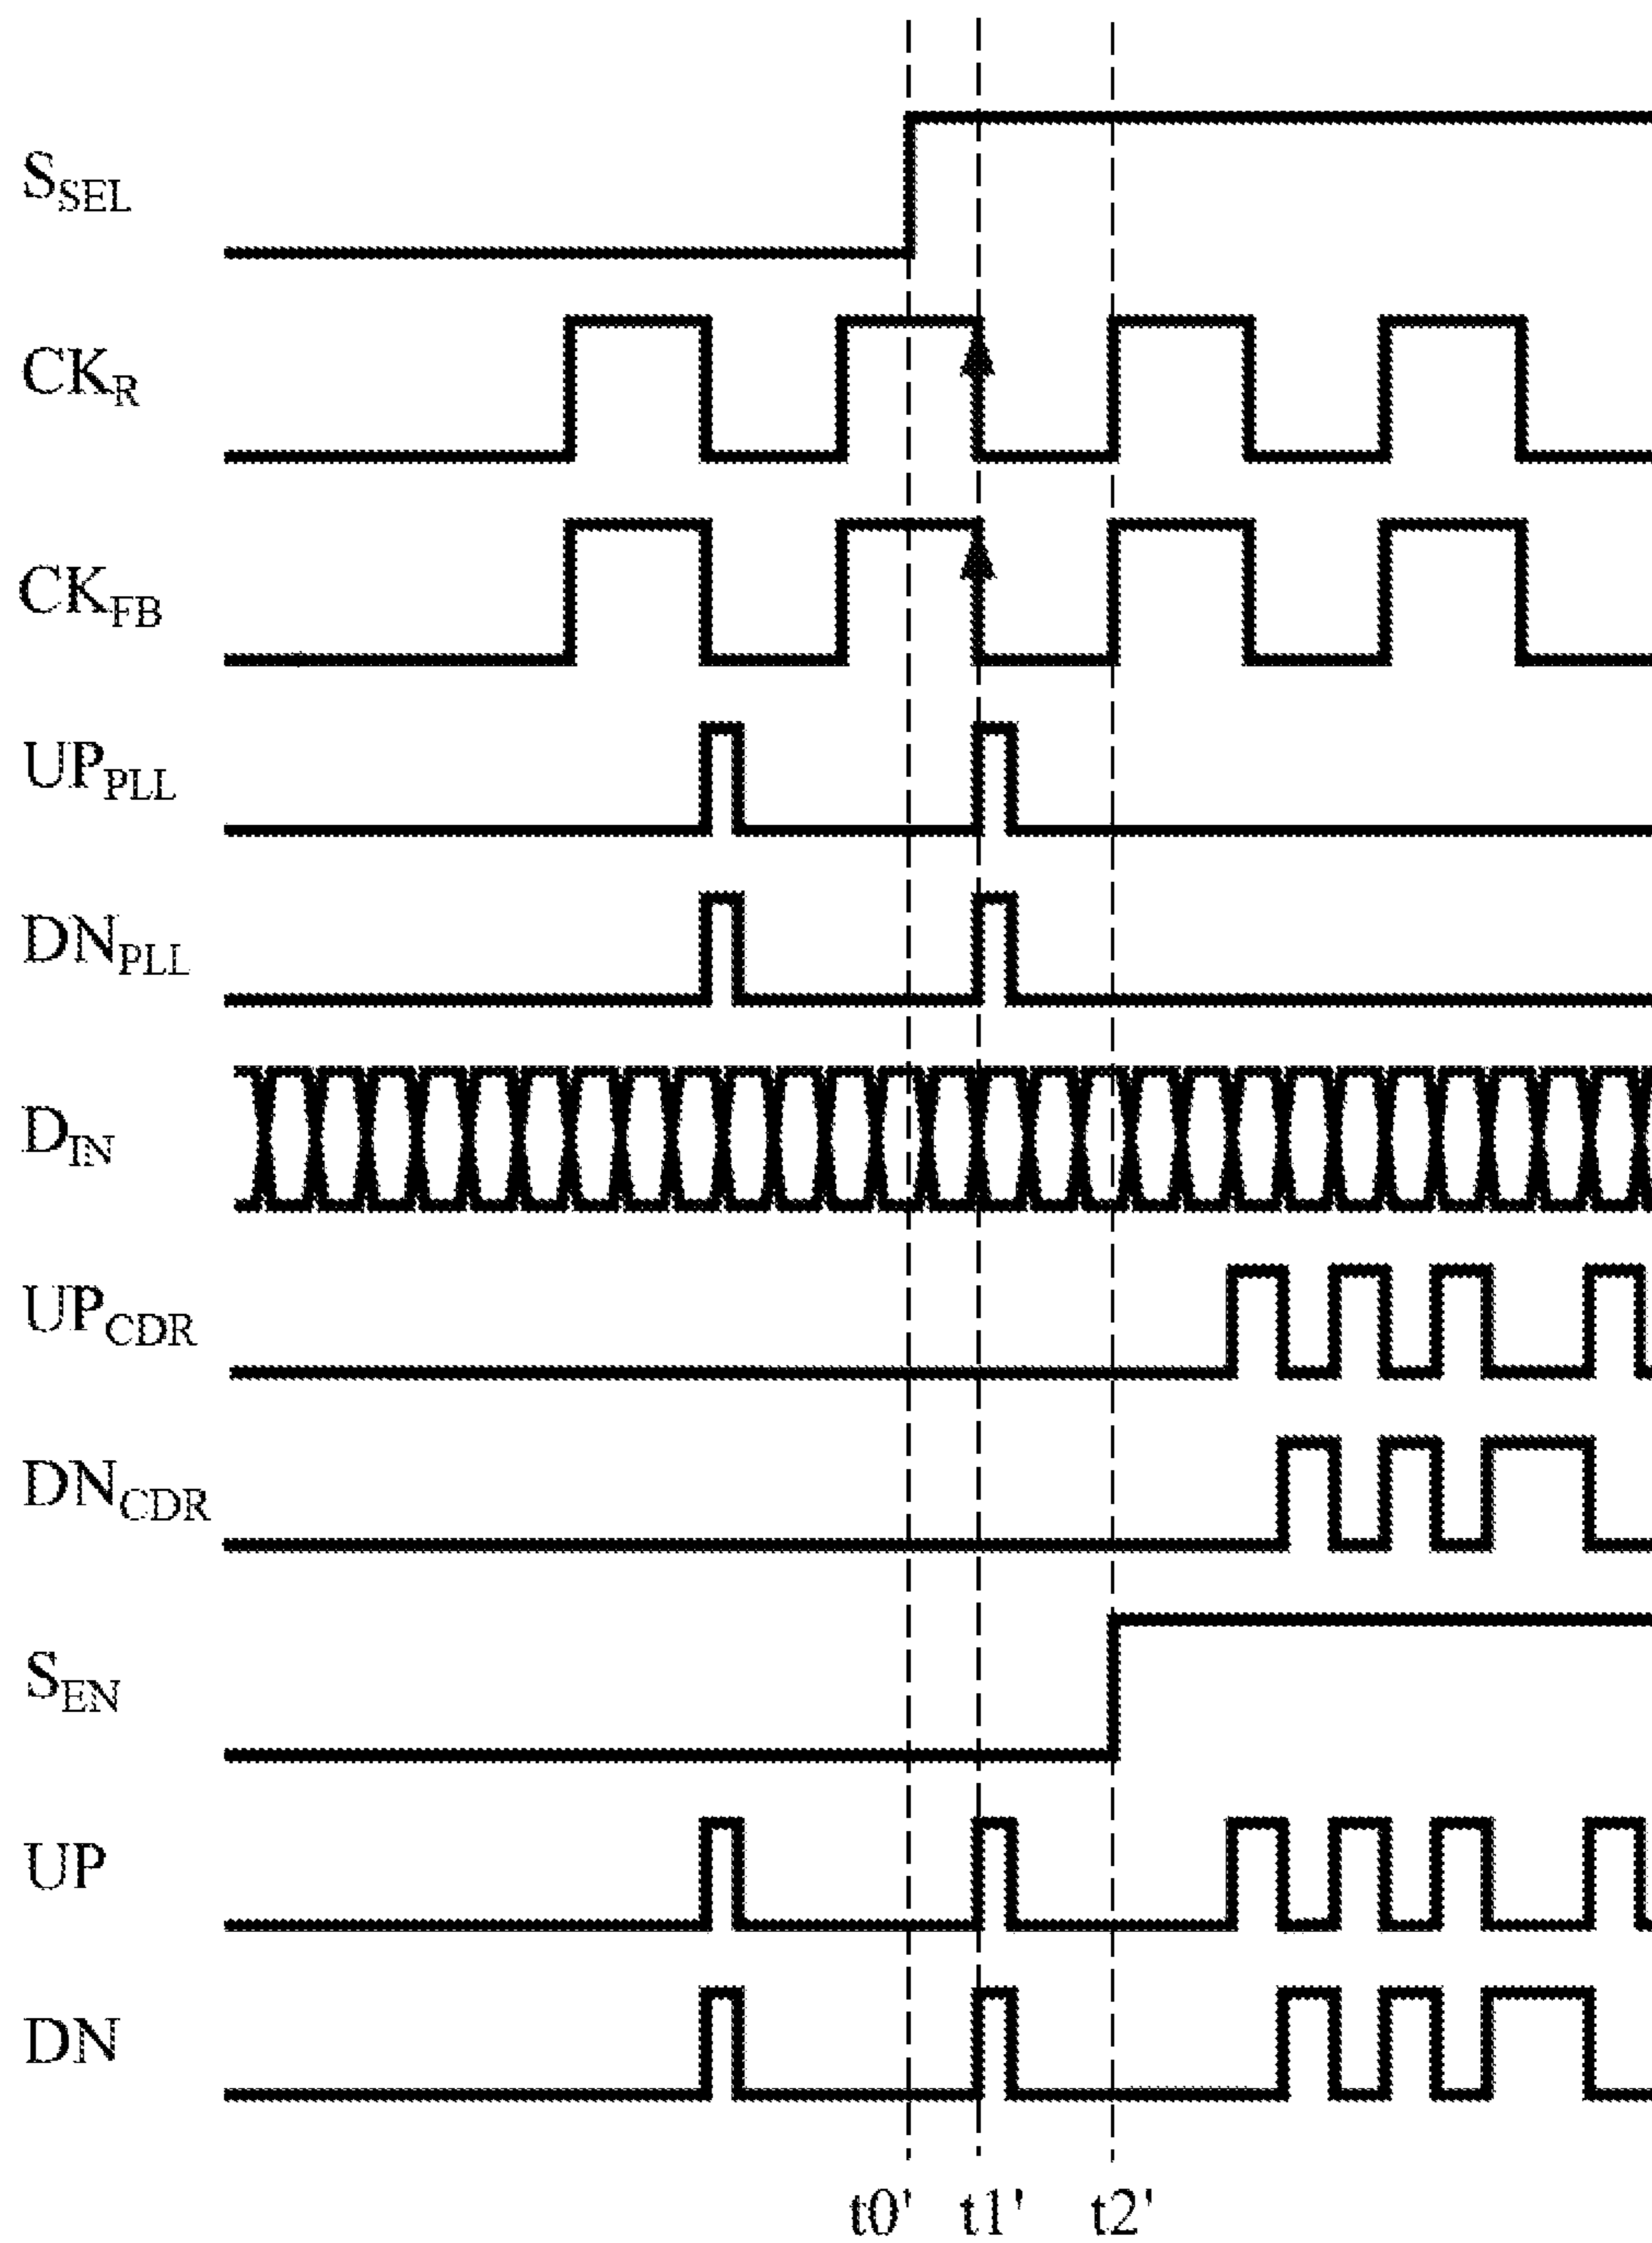 S_SEL
CK_R
CK_FB
UP_PLL
DN_PLL
D_IN
UP_CDR
DN_CDR
S_EN
UP
DN
t0' t1' t2'